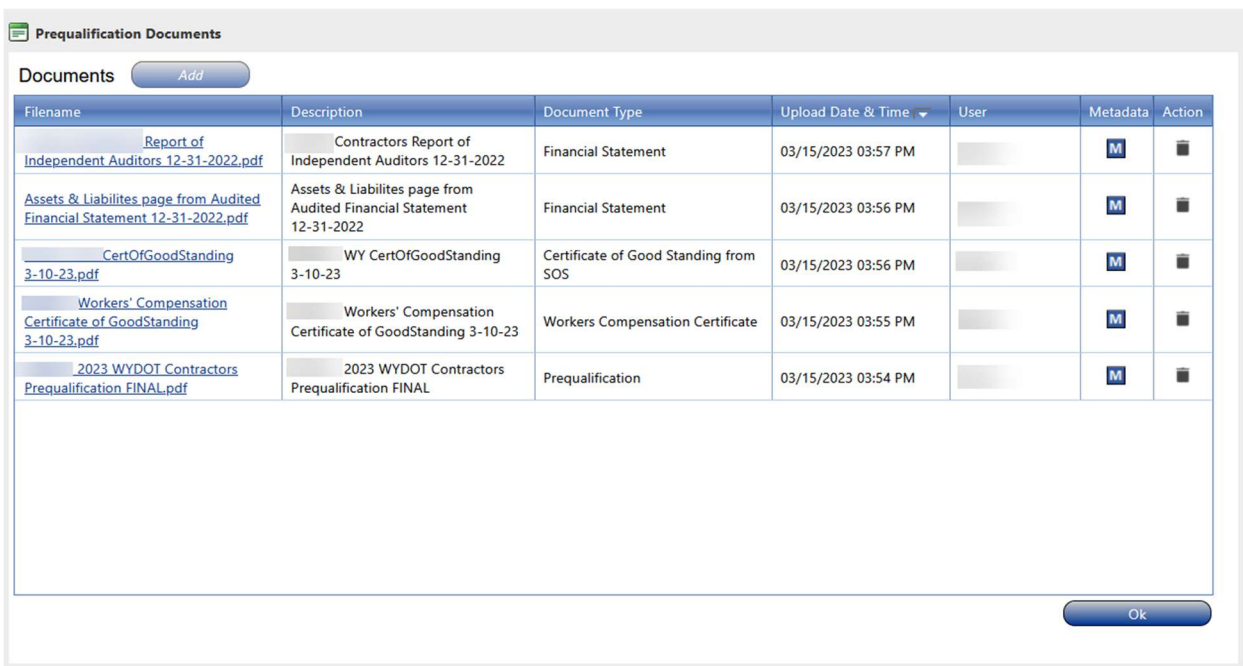 Prequalification Documents
Documents Add
Filename Description Document Type Upload Date & Time User Metadata Action
Report of
Independent Auditors 12-31-2022.pdf
Contractors Report of
Independent Auditors 12-31-2022
Financial Statement
03/15/2023 03:57 PM
M
Assets & Liabilites page from Audited
Financial Statement 12-31-2022.pdf
Assets & Liabilites page from
Audited Financial Statement
12-31-2022
Financial Statement
03/15/2023 03:56 PM
M
CertOfGoodStanding
3-10-23.pdf
WY CertOfGoodStanding
3-10-23
Certificate of Good Standing from
SOS
03/15/2023 03:56 PM
M
Workers' Compensation
Certificate of GoodStanding
3-10-23.pdf
Workers' Compensation
Certificate of GoodStanding 3-10-23
Workers Compensation Certificate
03/15/2023 03:55 PM
M
2023 WYDOT Contractors
Prequalification FINAL.pdf
2023 WYDOT Contractors
Prequalification FINAL
Prequalification
03/15/2023 03:54 PM
M
Ok